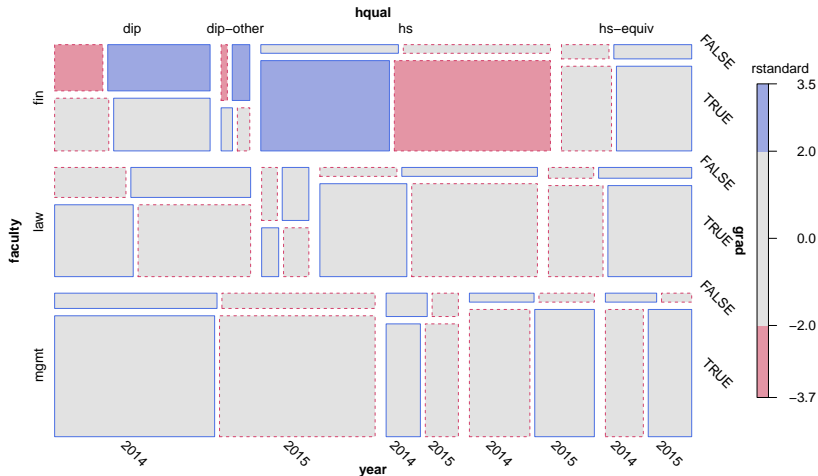 hqual
dip dip−other hs hs−equiv
FALSE
TRUE
FALSE
TRUE
FALSE
TRUE
fin
law
mgmt
faculty
grad
2014 2015 2014 2015 2014 2015 2014 2015
year
rstandard
3.5
2.0
0.0
−2.0
−3.7